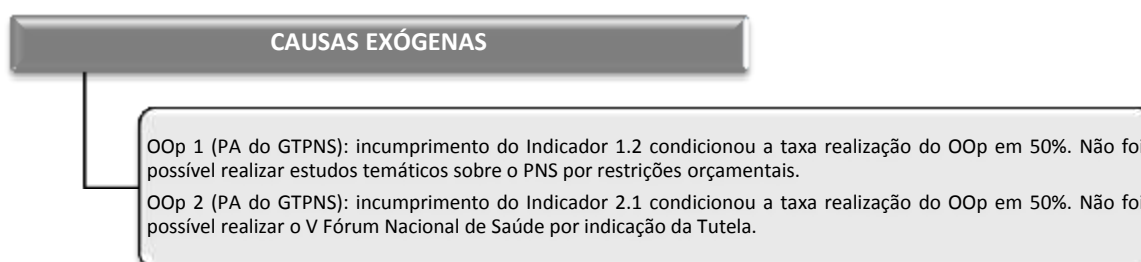 CAUSAS EXÓGENAS
OOp 1 (PA do GTPNS): incumprimento do Indicador 1.2 condicionou a taxa realização do OOp em 50%. Não foi
possível realizar estudos temáticos sobre o PNS por restrições orçamentais.
OOp 2 (PA do GTPNS): incumprimento do Indicador 2.1 condicionou a taxa realização do OOp em 50%. Não foi
possível realizar o V Fórum Nacional de Saúde por indicação da Tutela.